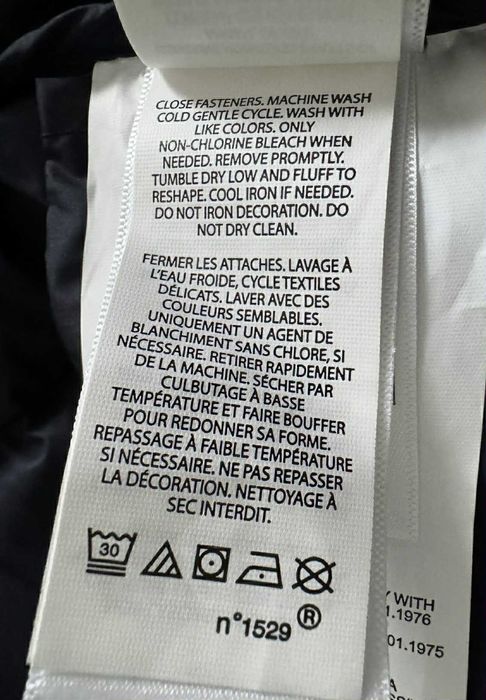 CLOSE FASTENERS. MACHINE WASH
COLD GENTLE CYCLE. WASH WITH
LIKE COLORS. ONLY
NON-CHLORINE BLEACH WHEN
NEEDED. REMOVE PROMPTLY.
TUMBLE DRY LOW AND FLUFF TO
RESHAPE. COOL IRON IF NEEDED.
DO NOT IRON DECORATION. DO
NOT DRY CLEAN.
FERMER LES ATTACHES. LAVAGE À
L'EAU FROIDE, CYCLE TEXTILES
DÉLICATS. LAVER AVEC DES
COULEURS SEMBLABLES.
UNIQUEMENT UN AGENT DE
BLANCHIMENT SANS CHLORE, SI
NÉCESSAIRE. RETIRER RAPIDEMENT
DE LA MACHINE. SÉCHER PAR
CULBUTAGE À BASSE
TEMPÉRATURE ET FAIRE BOUFFER
POUR REDONNER SA FORME.
REPASSAGE À FAIBLE TEMPÉRATURE
SI NÉCESSAIRE. NE PAS REPASSER
LA DÉCORATION. NETTOYAGE À
SEC INTERDIT.
30
n°1529 ®
WITH
1.1976
01.1975